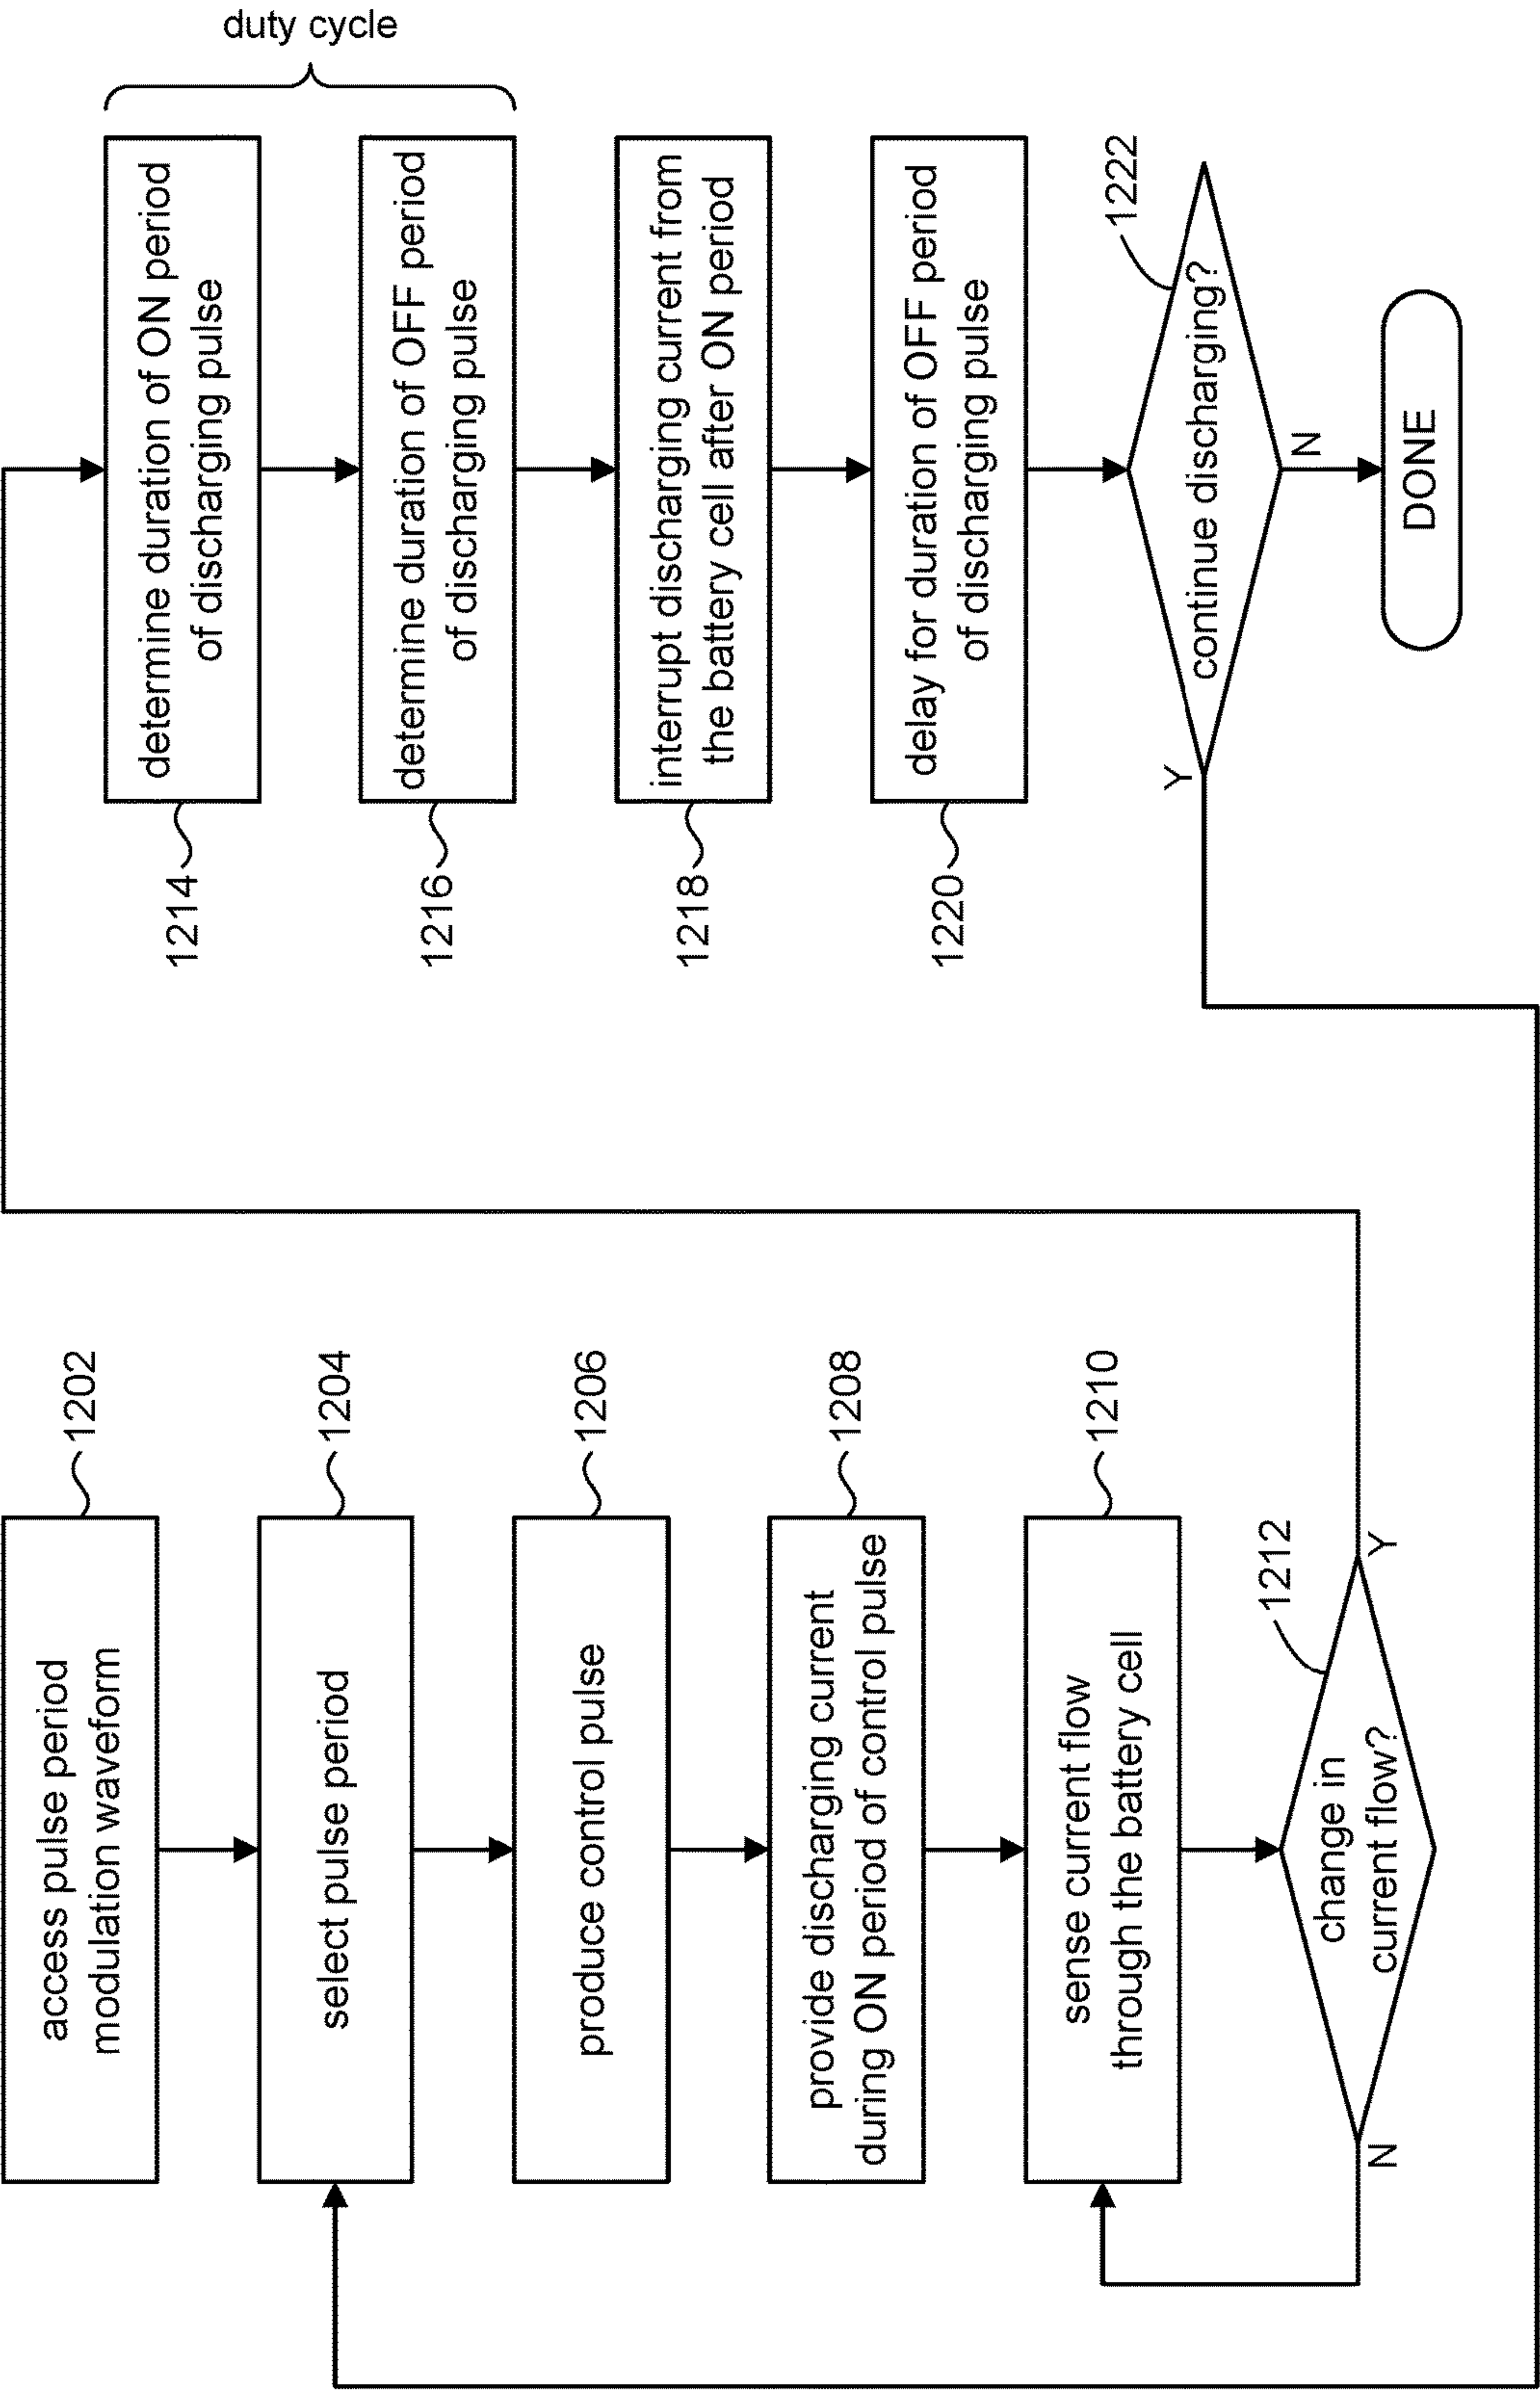 access pulse period
modulation waveform
1202
select pulse period
1204
produce control pulse
1206
provide discharging current
during ON period of control pulse
1208
sense current flow
through the battery cell
1210
change in
current flow?
1212
Y
N
duty cycle
determine duration of ON period
of discharging pulse
1214
determine duration of OFF period
of discharging pulse
1216
interrupt discharging current from
the battery cell after ON period
1218
delay for duration of OFF period
of discharging pulse
1220
continue discharging?
1222
Y
N
DONE